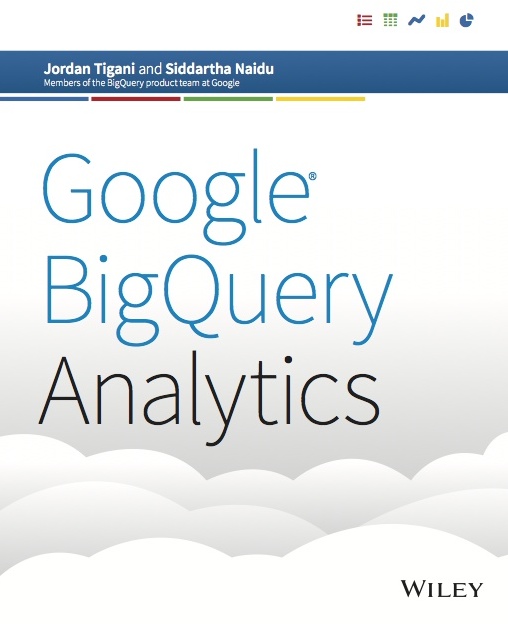 Jordan Tigani and Siddartha Naidu
Members of the BigQuery product team at Google
Google®
BigQuery
Analytics
WILEY